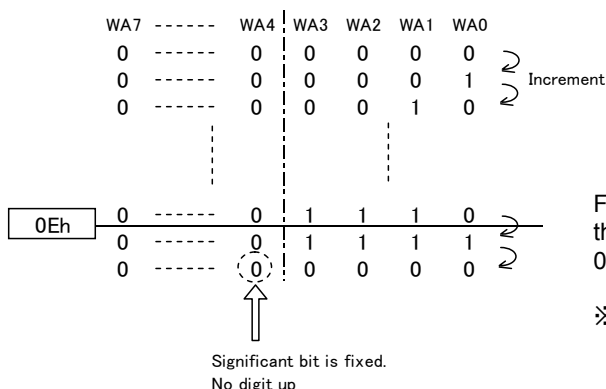 WA7 ------ WA4 WA3 WA2 WA1 WA0
0 ------ 0 0 0 0 0
0 ------ 0 0 0 0 1
Increment
0 ------ 0 0 0 1 0
0Eh
0 ------ 0 1 1 1 0
0 ------ 0 1 1 1 1
0 ------ 0 0 0 0 0
F
th
0
※
Significant bit is fixed.
No digit up